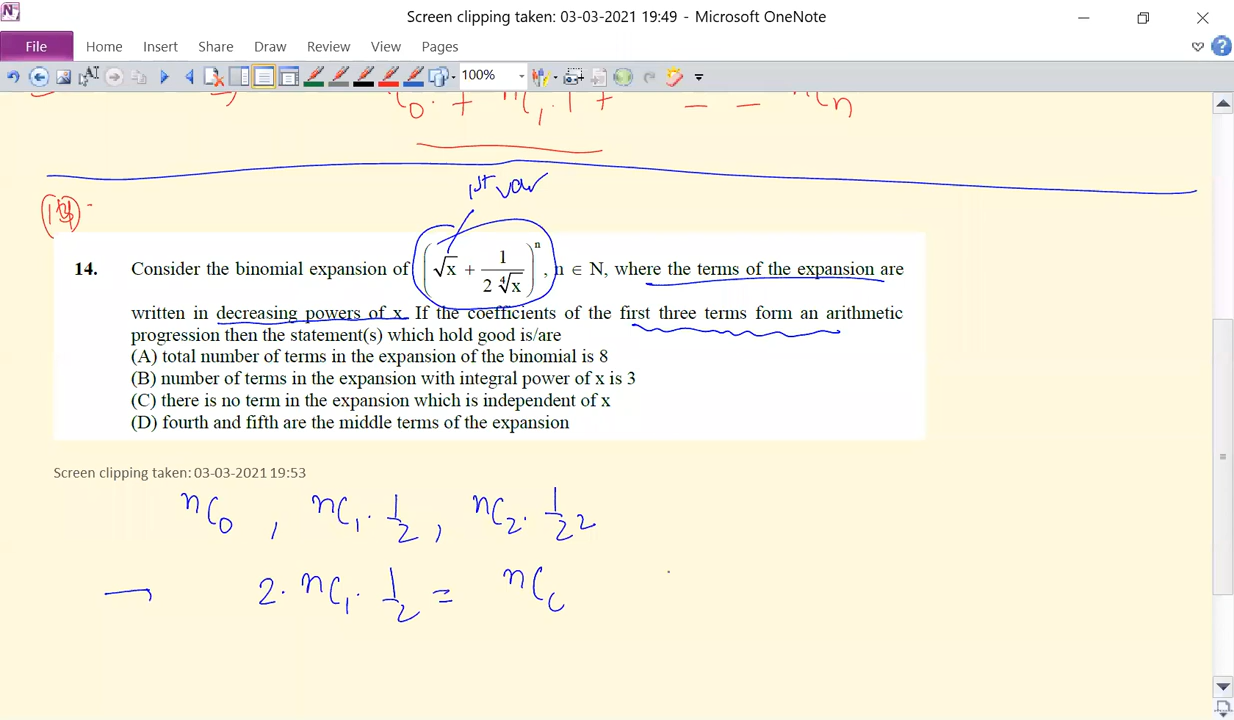 Screen clipping taken: 03-03-2021 19:49 - Microsoft OneNote
File Home Insert Share Draw Review View Pages
100%
C₀. + ⁿC₁.1 + - - ⁿCₙ
1st var
14. Consider the binomial expansion of (√x + 1/(2 ∜x))ⁿ, n ∈ N, where the terms of the expansion are
written in decreasing powers of x. If the coefficients of the first three terms form an arithmetic
progression then the statement(s) which hold good is/are
(A) total number of terms in the expansion of the binomial is 8
(B) number of terms in the expansion with integral power of x is 3
(C) there is no term in the expansion which is independent of x
(D) fourth and fifth are the middle terms of the expansion
Screen clipping taken: 03-03-2021 19:53
ⁿC₀ , ⁿC₁ . 1/2 , ⁿC₂ . 1/2²
2. ⁿC₁ . 1/2 = ⁿC